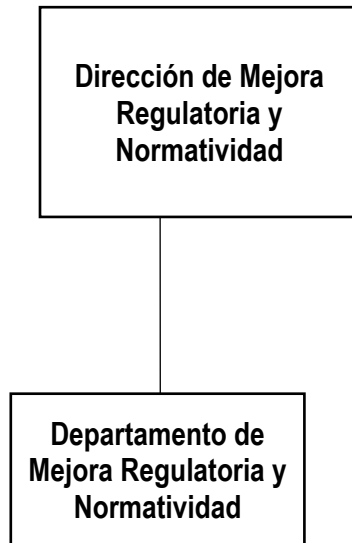 Dirección de Mejora
Regulatoria y
Normatividad
Departamento de
Mejora Regulatoria y
Normatividad